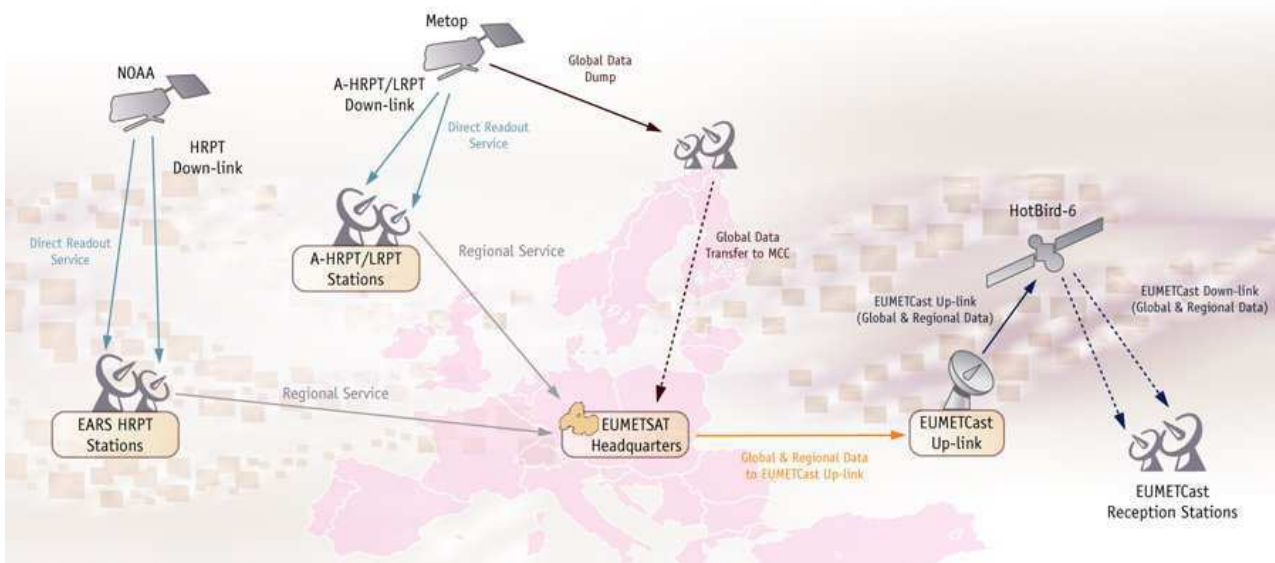 Metop
NOAA
Global Data
Dump
A-HRPT/LRPT
Down-link
Direct Readout
Service
HRPT
Down-link
HotBird-6
Direct Readout
Service
Regional Service
Global Data
Transfer to MCC
A-HRPT/LRPT
Stations
EUMETCast Up-link
(Global & Regional Data)
EUMETCast Down-link
(Global & Regional Data)
Regional Service
EARS HRPT
Stations
EUMETSAT
Headquarters
EUMETCast
Up-link
Global & Regional Data
to EUMETCast Up-link
EUMETCast
Reception Stations